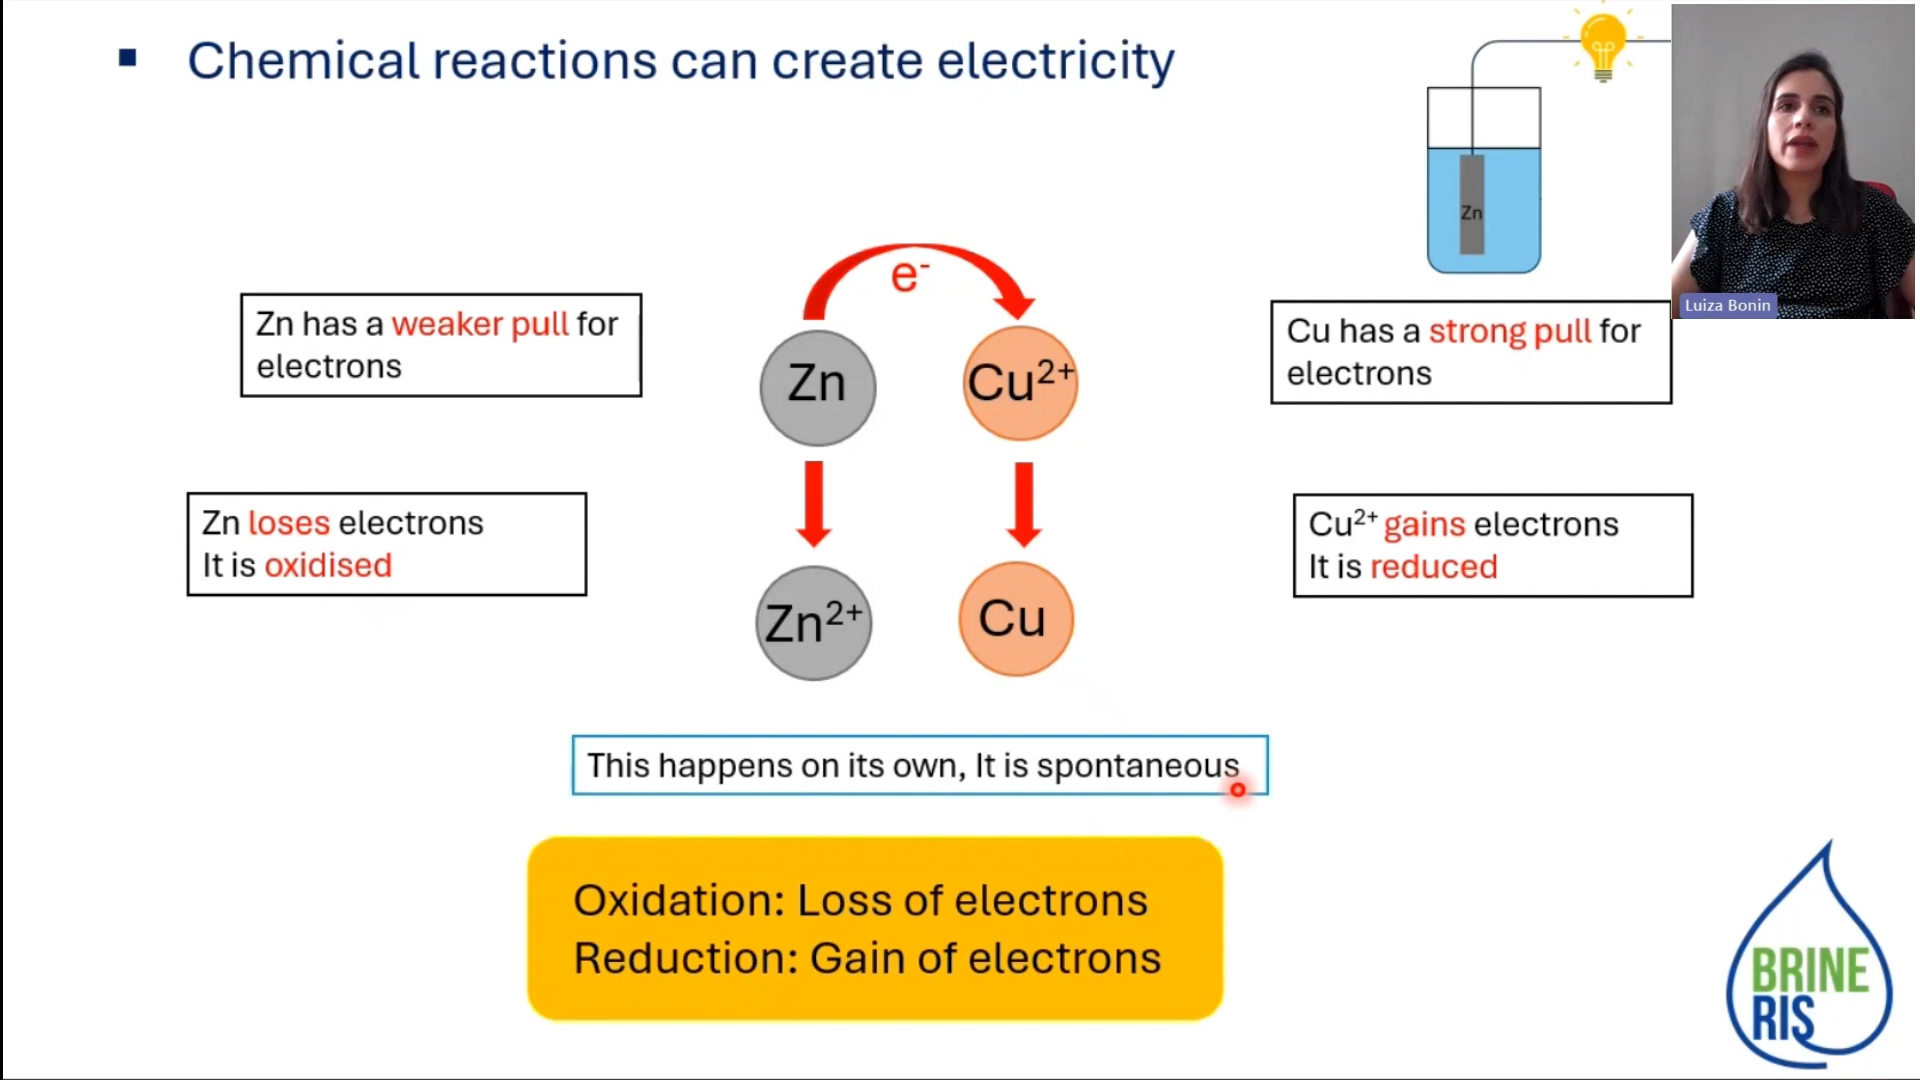 Chemical reactions can create electricity
Zn
Luiza Bonin
Zn has a weaker pull for
electrons
e-
Cu has a strong pull for
electrons
Zn
Cu²⁺
Zn loses electrons
It is oxidised
Cu²⁺ gains electrons
It is reduced
Zn²⁺
Cu
This happens on its own, It is spontaneous
Oxidation: Loss of electrons
Reduction: Gain of electrons
BRINE
RIS